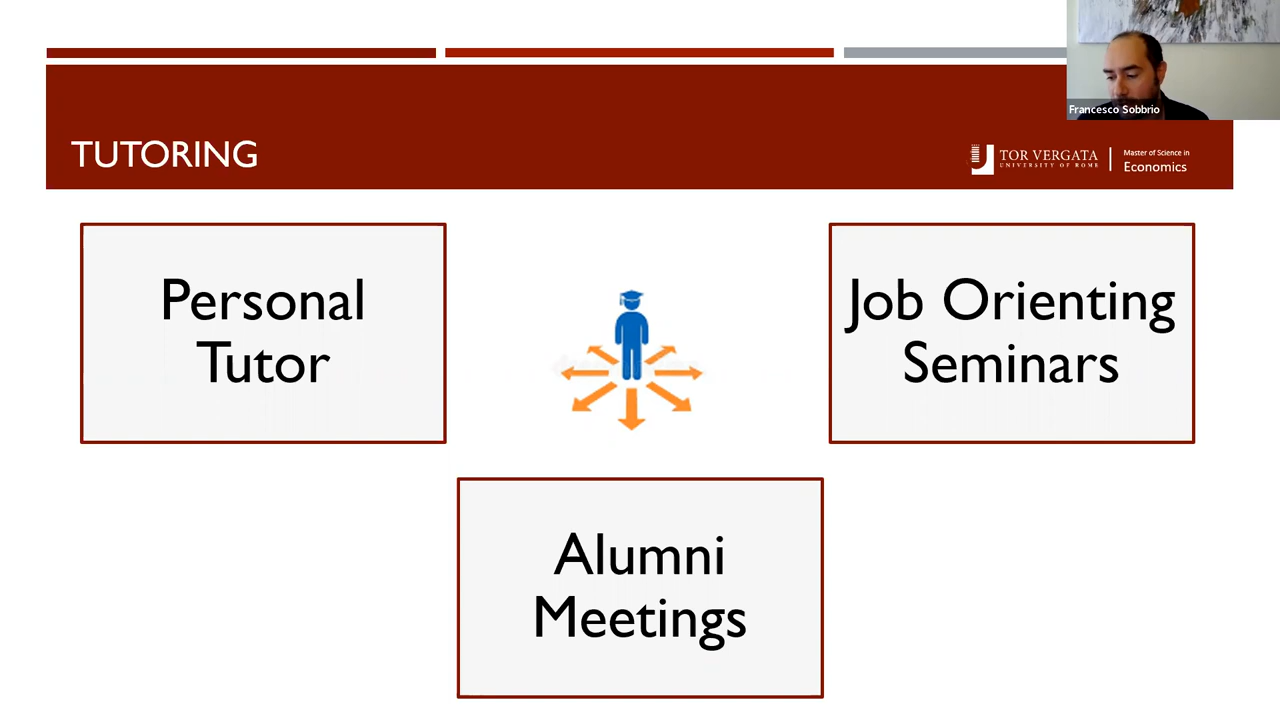 Francesco Sobbrio
TUTORING
TOR VERGATA
UNIVERSITY OF ROME
Master of Science in
Economics
Personal
Tutor
Job Orienting
Seminars
Alumni
Meetings